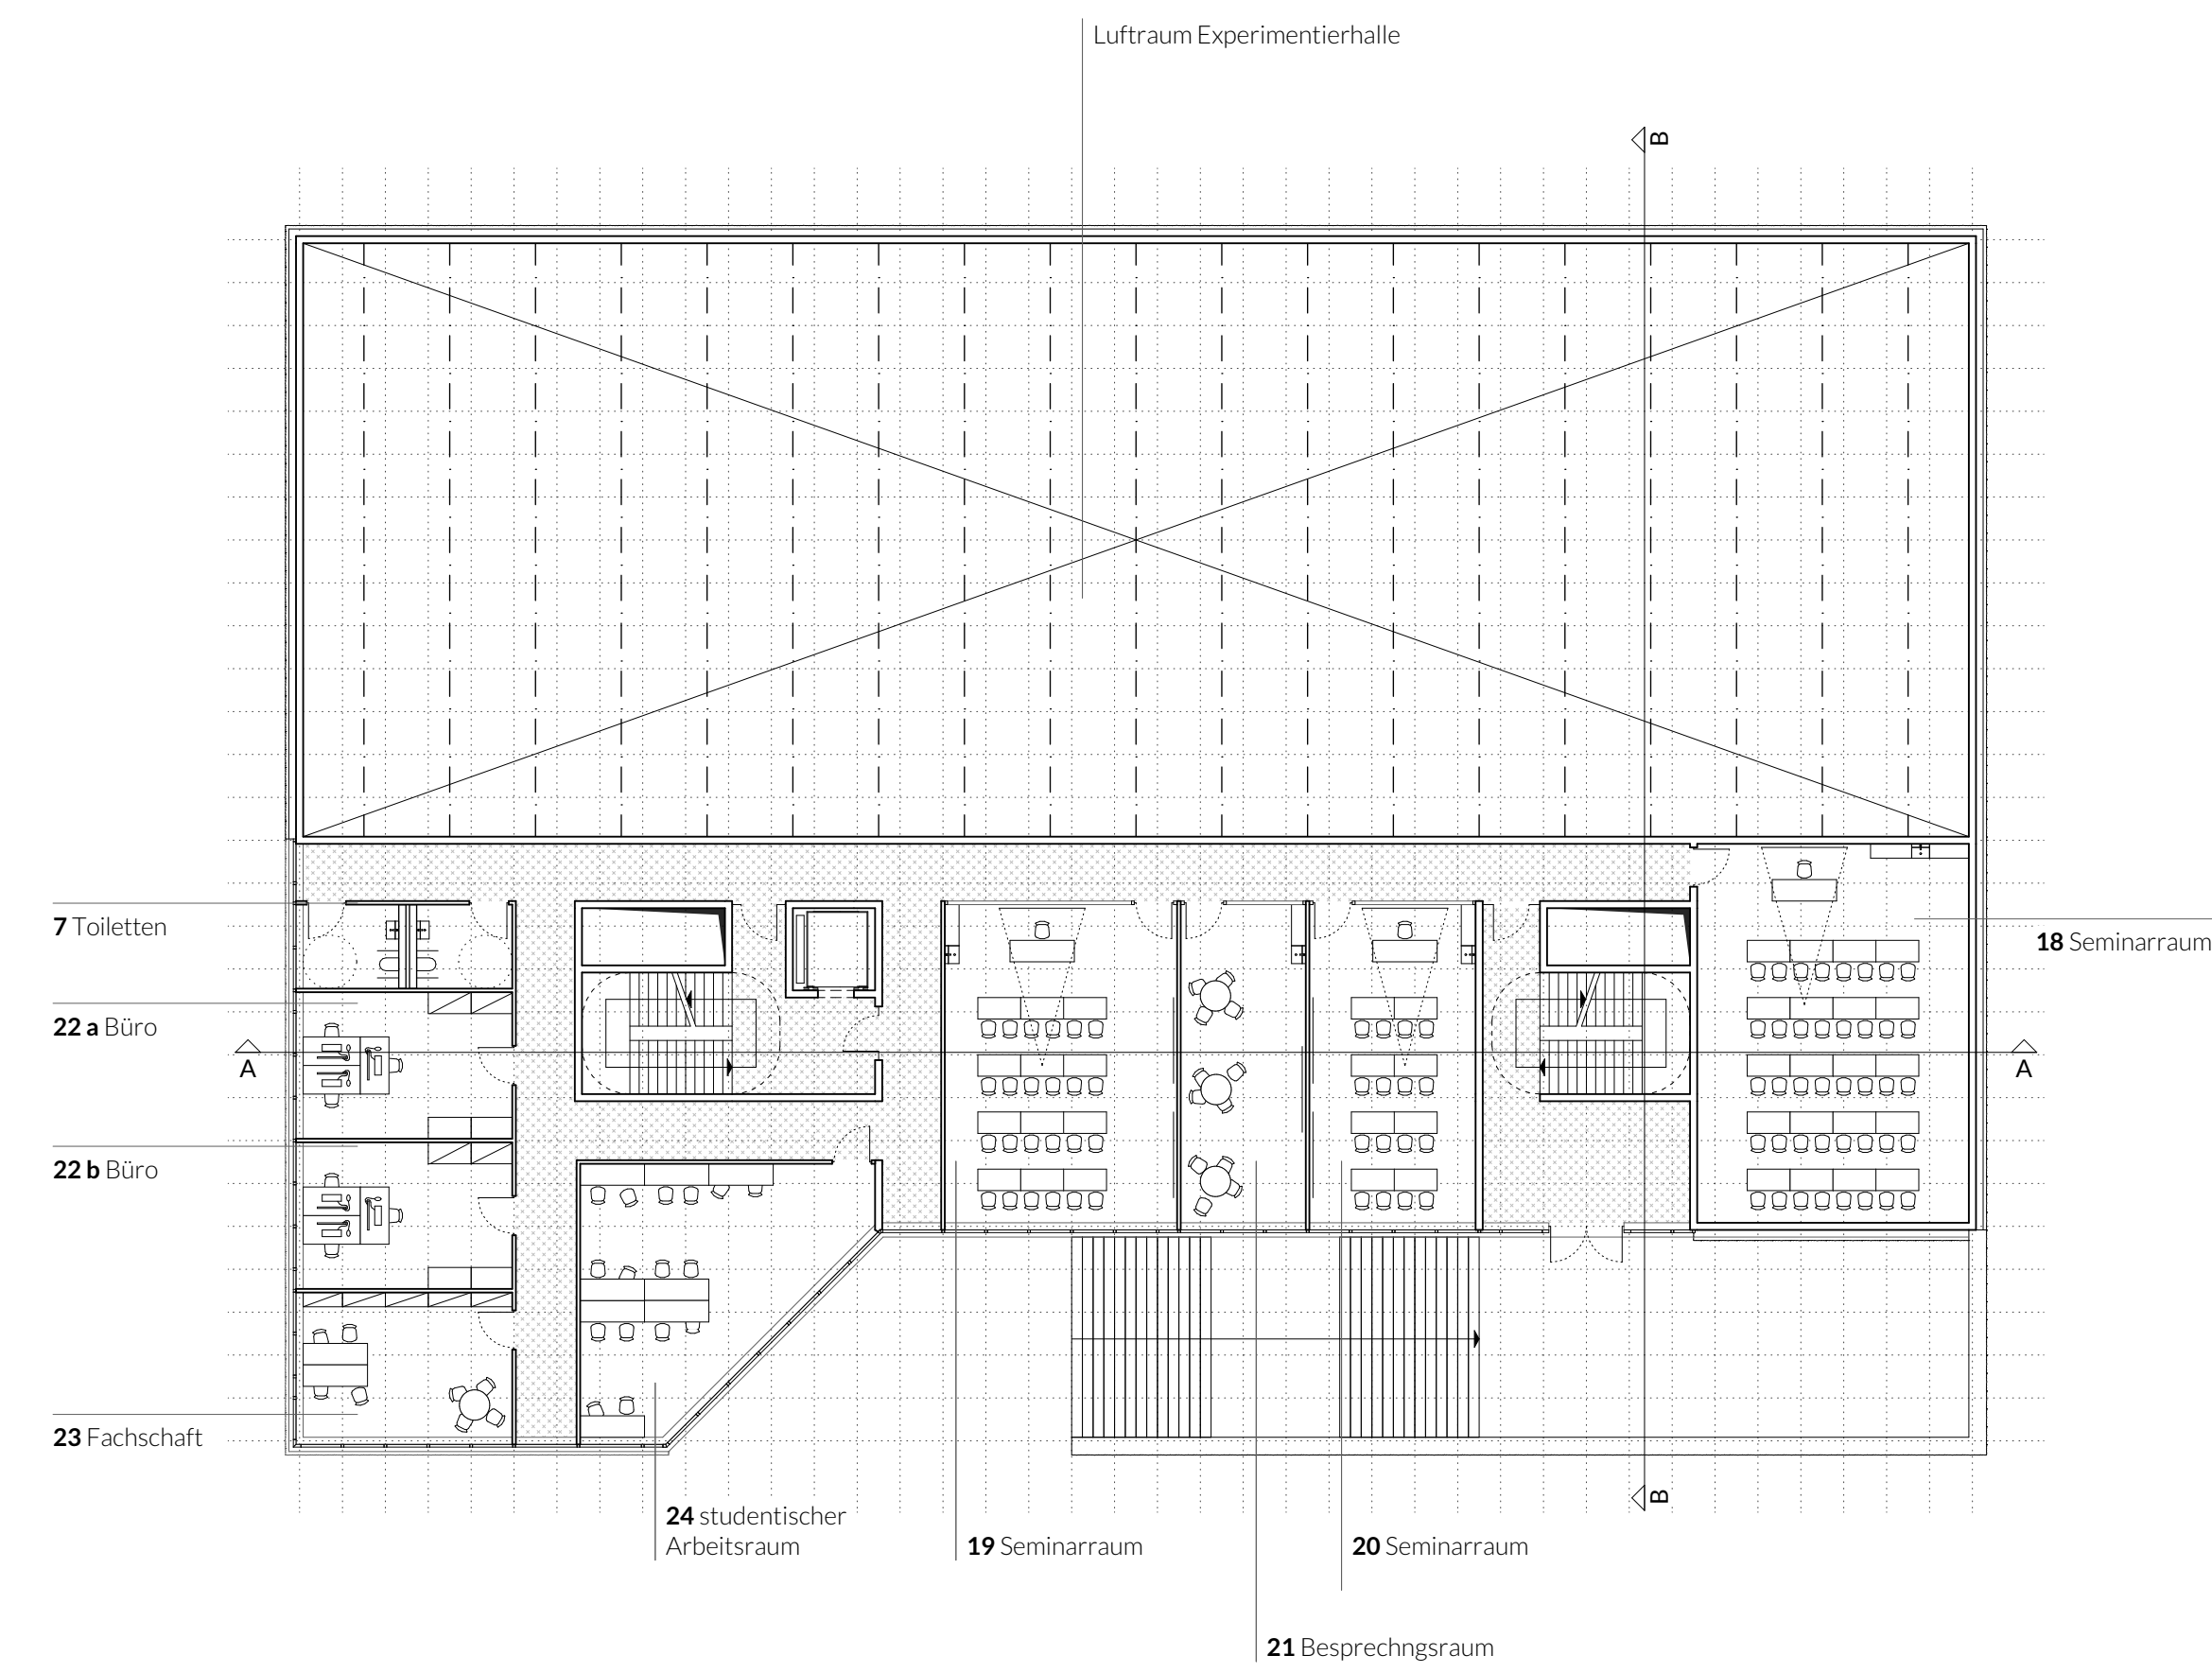 Luftraum Experimentierhalle
B
7 Toiletten
18 Seminarraum
22 a Büro
A
A
22 b Büro
23 Fachschaft
B
24 studentischer
Arbeitsraum
19 Seminarraum
20 Seminarraum
21 Besprechngsraum